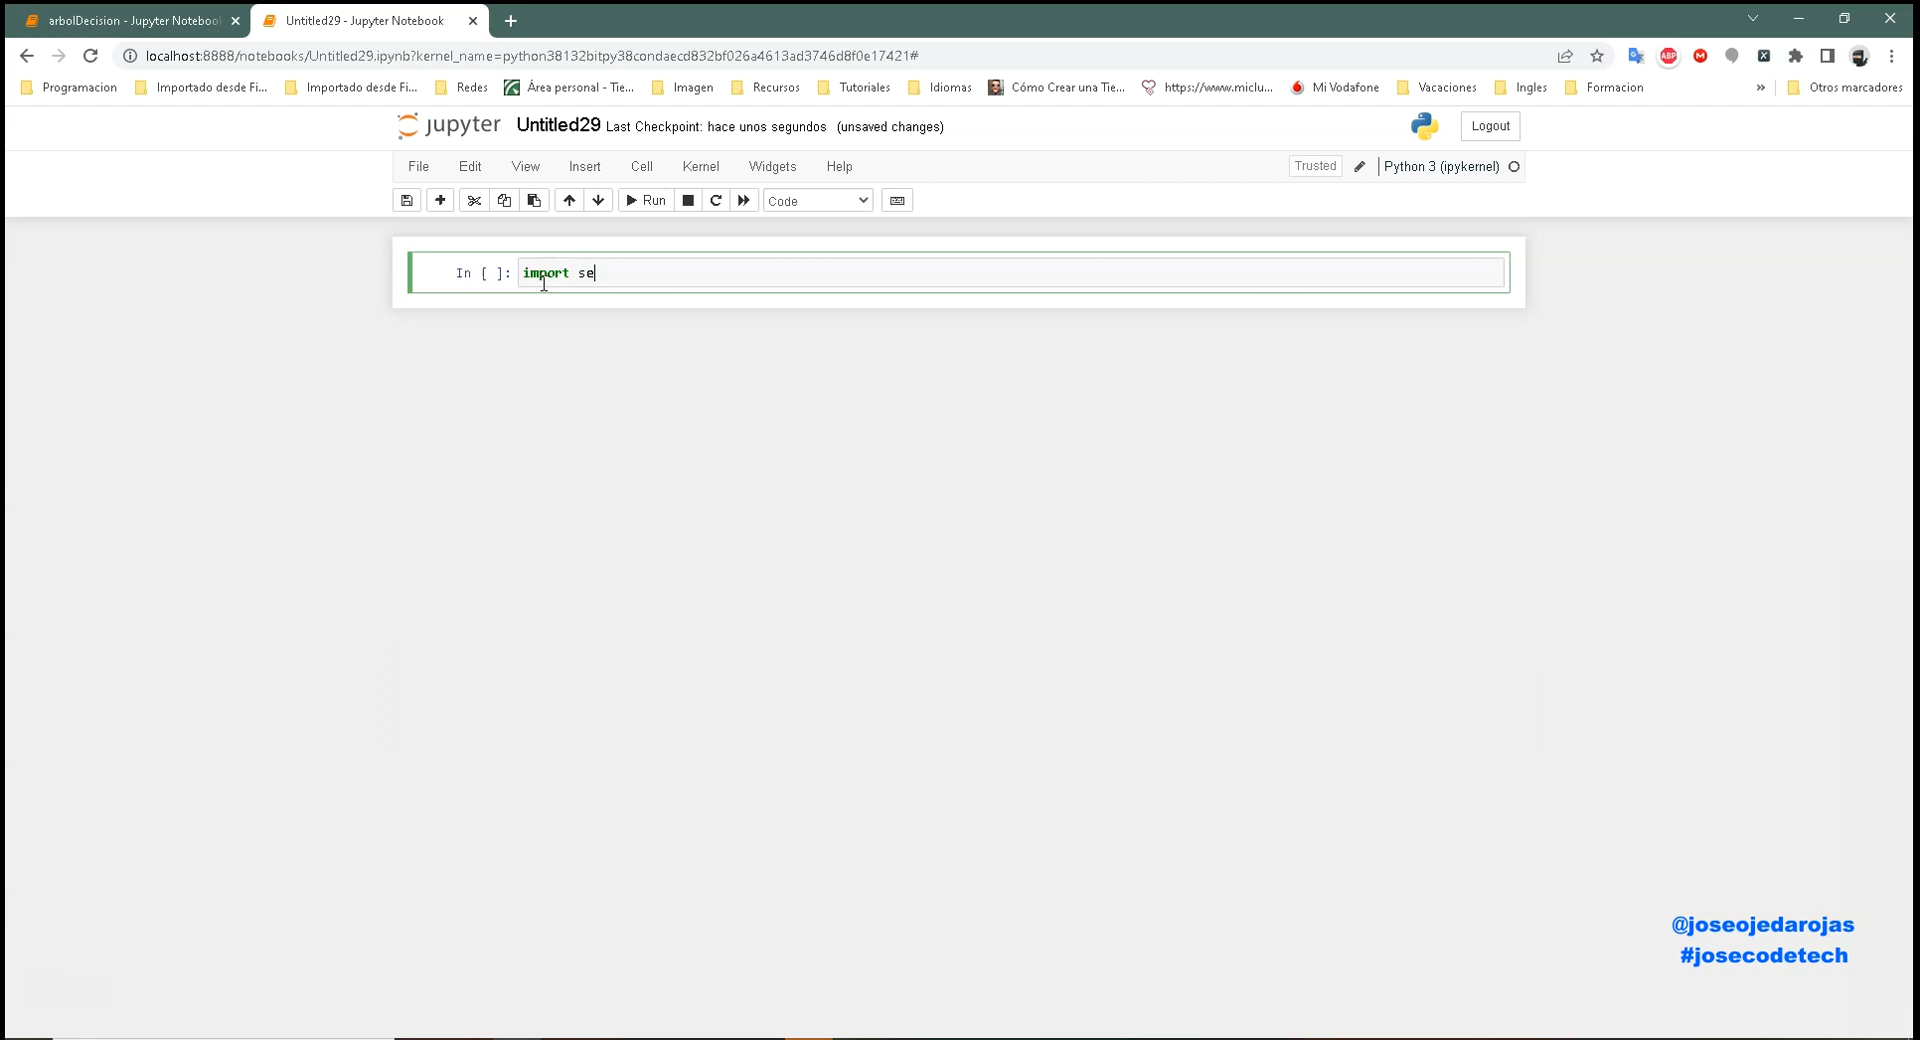 arbolDecision - Jupyter Notebook
Untitled29 - Jupyter Notebook
localhost:8888/notebooks/Untitled29.ipynb?kernel_name=python38132bitpy38condaecd832bf026a4613ad3746d8f0e17421#
ABP
Programacion Importado desde Fi... Importado desde Fi... Redes Área personal - Tie... Imagen Recursos Tutoriales Idiomas Cómo Crear una Tie... https://www.miclu... Mi Vodafone Vacaciones Ingles Formacion » Otros marcadores
jupyter Untitled29 Last Checkpoint: hace unos segundos (unsaved changes) Logout
File Edit View Insert Cell Kernel Widgets Help Trusted Python 3 (ipykernel)
Run Code
In [ ]: import se
@joseojedarojas
#josecodetech